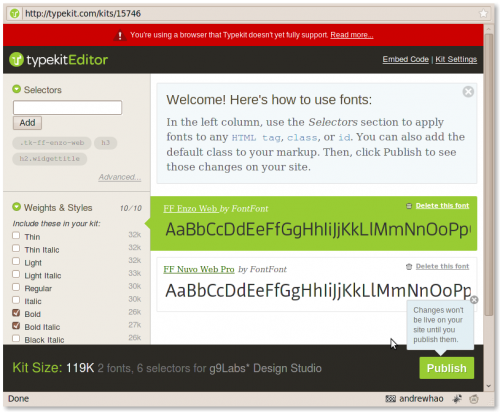 http://typekit.com/kits/15746
You're using a browser that Typekit doesn't yet fully support. Read more...
typekitEditor
Embed Code | Kit Settings
Selectors
Add
.tk-ff-enzo-web
h3
h2.widgettitle
Advanced...
Weights & Styles 10/10
Include these in your kit:
Thin 32k
Thin Italic 32k
Light 32k
Light Italic 33k
Regular 30k
Italic 30k
Bold 26k
Bold Italic 27k
Black Italic 24k
Welcome! Here's how to use fonts:
In the left column, use the Selectors section to apply
fonts to any HTML tag, class, or id. You can also add the
default class to your markup. Then, click Publish to see
those changes on your site.
FF Enzo Web by FontFont
Delete this font
AaBbCcDdEeFfGgHhIiJjKkLlMmNnOoPp
FF Nuvo Web Pro by FontFont
Delete this font
AaBbCcDdEeFfGgHhIiJjKkLlMmNnOoPp
Changes won't
be live on your
site until you
publish them.
Kit Size: 119K 2 fonts, 6 selectors for g9Labs* Design Studio
Publish
Done
andrewhao